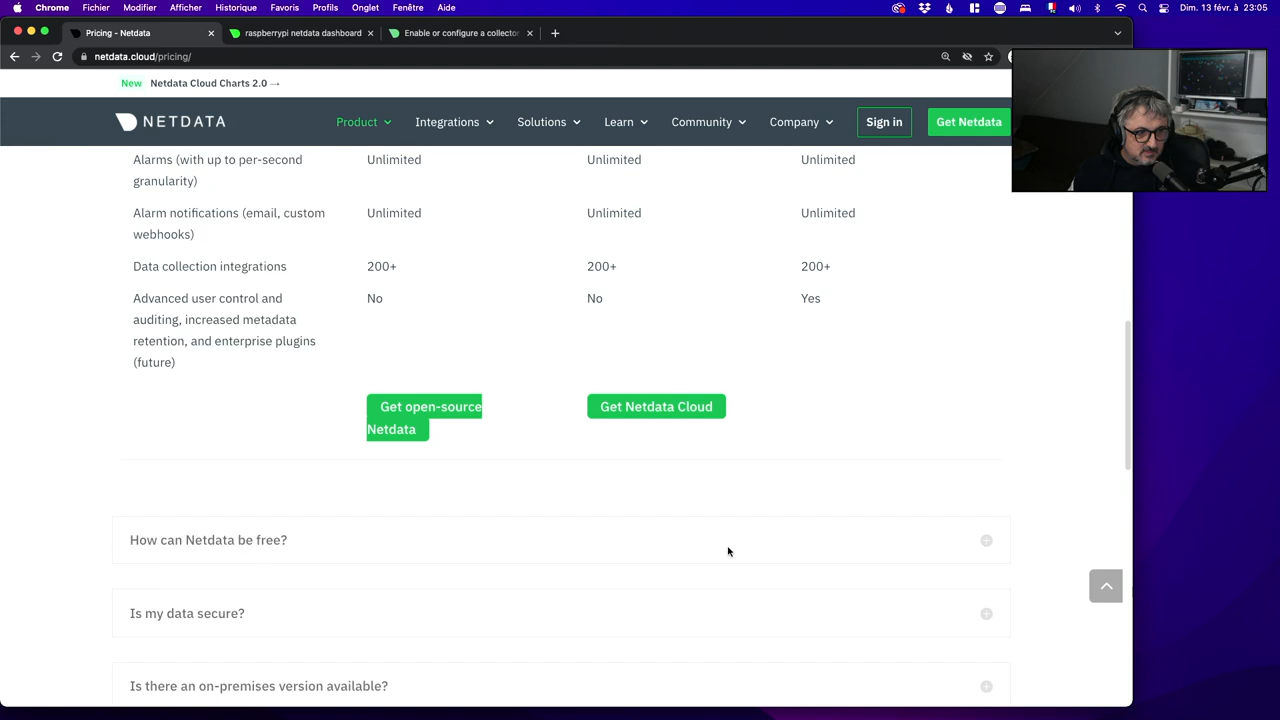 Chrome Fichier Modifier Afficher Historique Favoris Profils Onglet Fenêtre Aide Dim. 13 févr. à 23:05
Pricing - Netdata raspberrypi netdata dashboard Enable or configure a collecto
netdata.cloud/pricing/
New Netdata Cloud Charts 2.0 →
NETDATA Product Integrations Solutions Learn Community Company Sign in Get Netdata
Alarms (with up to per-second Unlimited Unlimited Unlimited
granularity)
Alarm notifications (email, custom Unlimited Unlimited Unlimited
webhooks)
Data collection integrations 200+ 200+ 200+
Advanced user control and No No Yes
auditing, increased metadata
retention, and enterprise plugins
(future)
Get open-source Get Netdata Cloud
Netdata
How can Netdata be free?
Is my data secure?
Is there an on-premises version available?